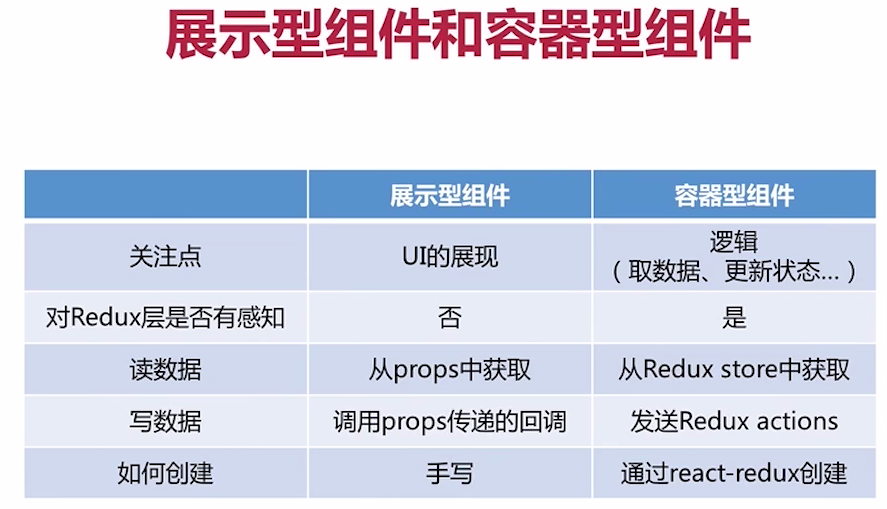 展示型组件和容器型组件
展示型组件 容器型组件
关注点 UI的展现 逻辑
（取数据、更新状态...）
对Redux层是否有感知 否 是
读数据 从props中获取 从Redux store中获取
写数据 调用props传递的回调 发送Redux actions
如何创建 手写 通过react-redux创建